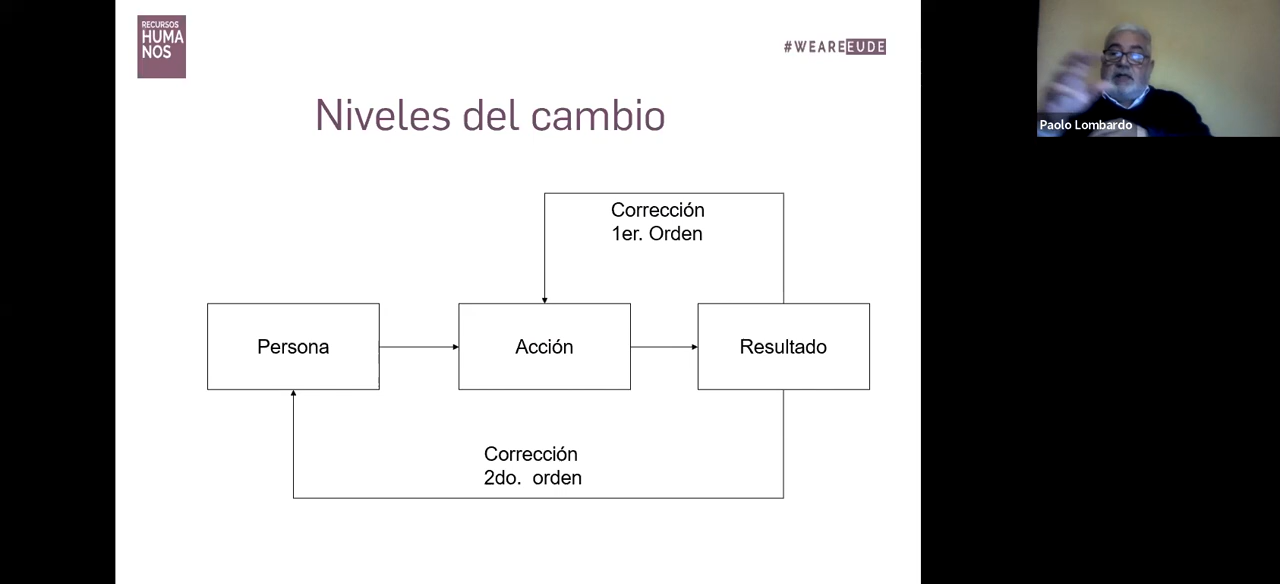 RECURSOS
HUMA
NOS
#WEAREEUDE
Paolo Lombardo
Niveles del cambio
Corrección
1er. Orden
Persona
Acción
Resultado
Corrección
2do. orden